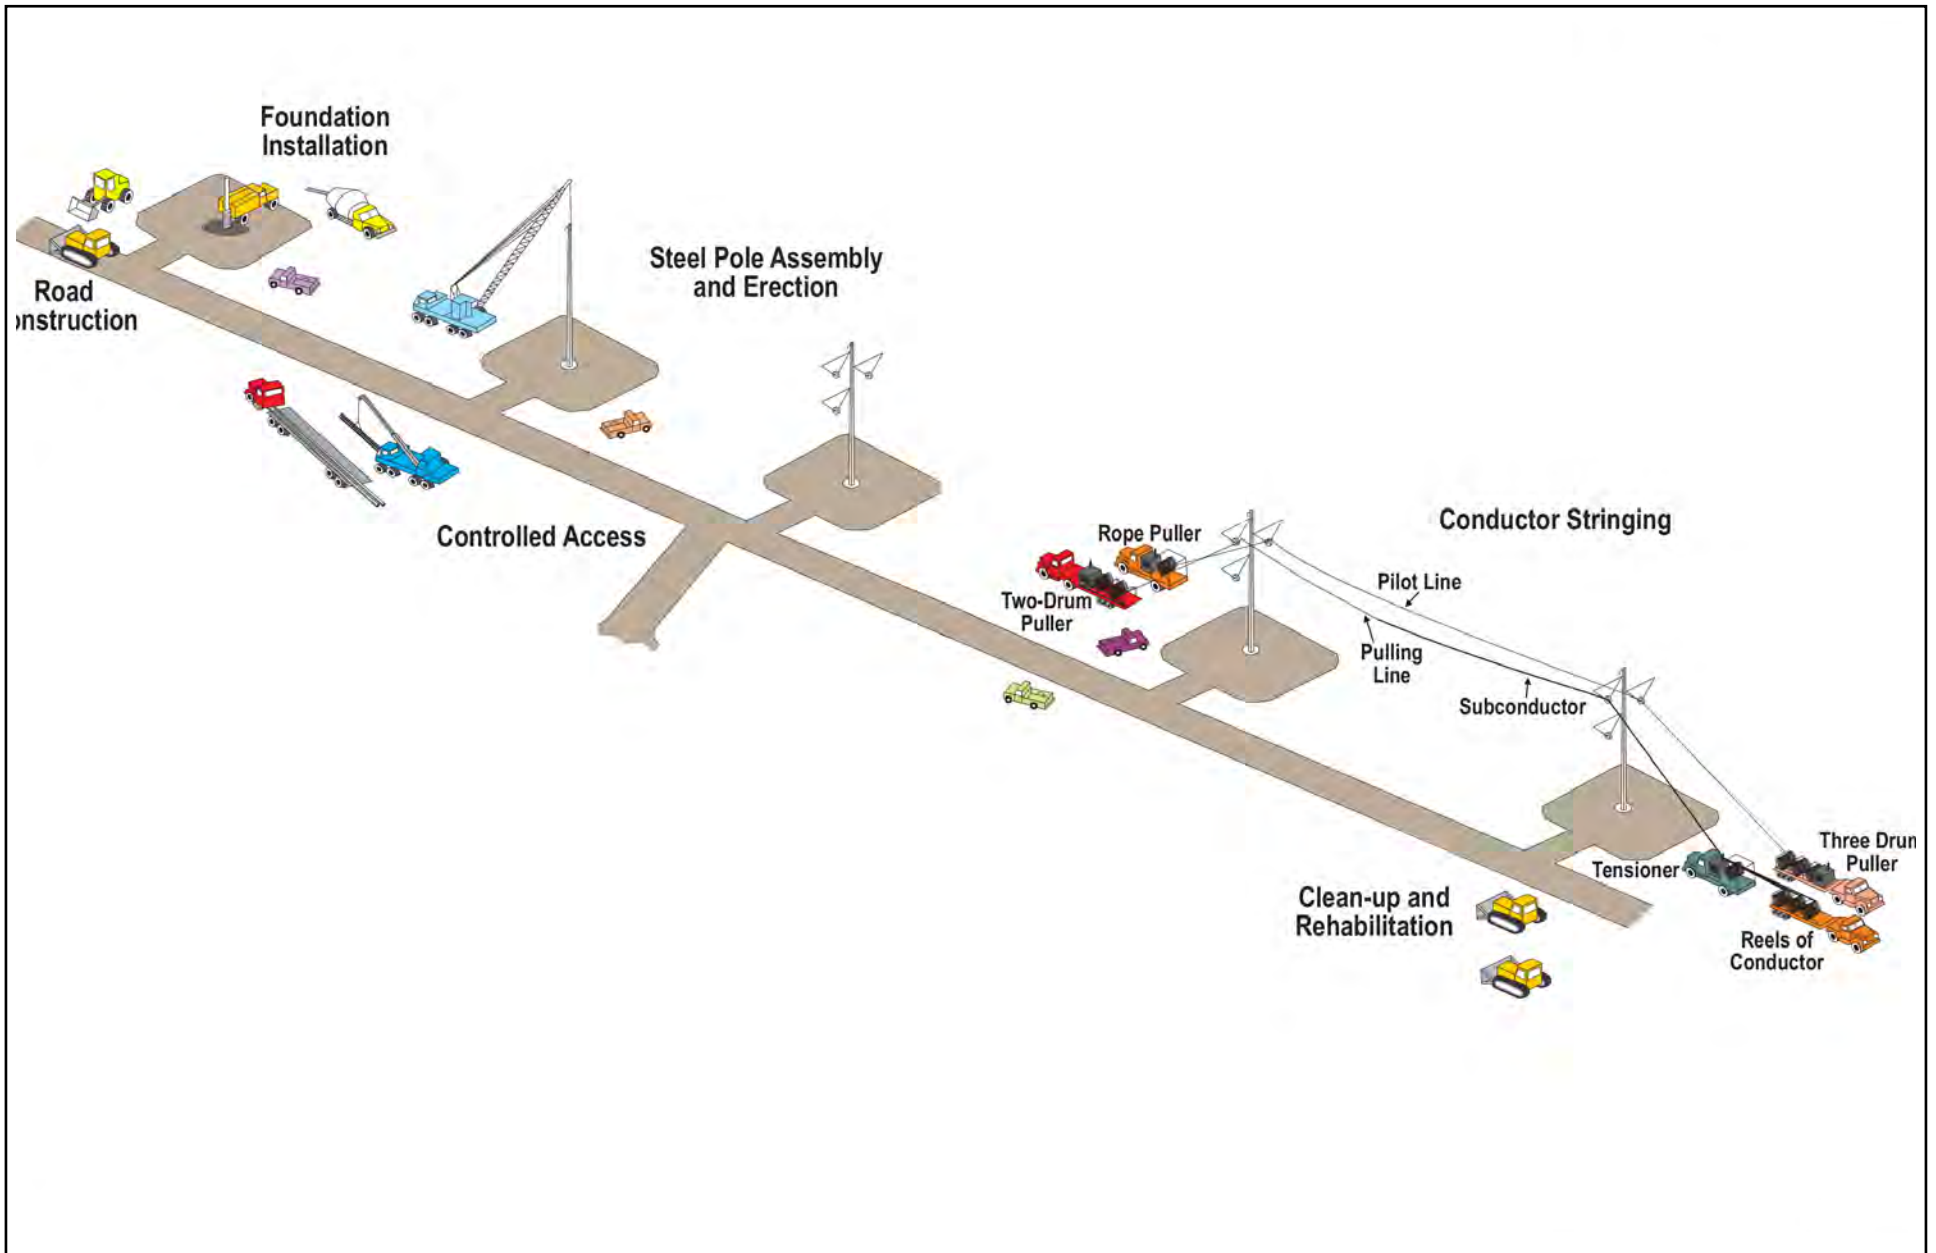 Foundation
Installation
Road
onstruction
Steel Pole Assembly
and Erection
Controlled Access
Rope Puller
Two-Drum
Puller
Conductor Stringing
Pilot Line
Pulling
Line
Subconductor
Tensioner
Three Drun
Puller
Clean-up and
Rehabilitation
Reels of
Conductor